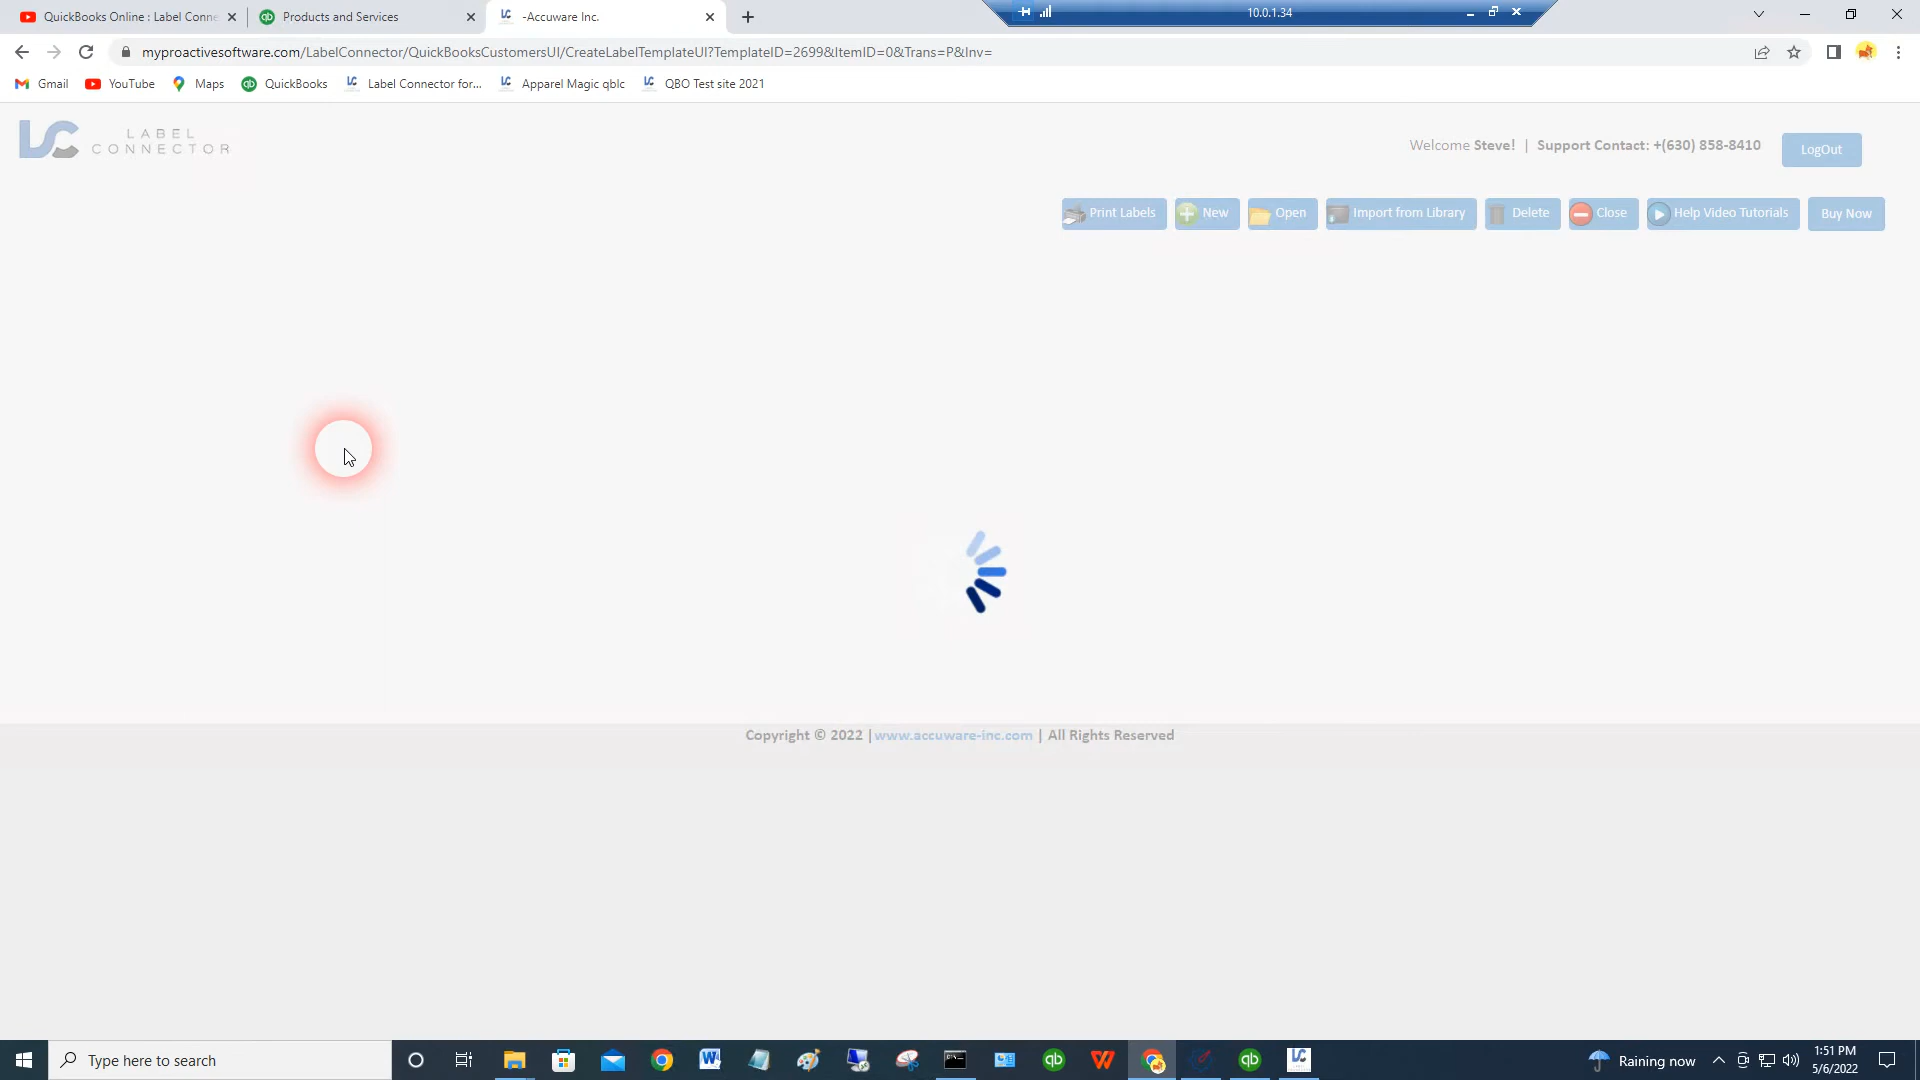 QuickBooks Online : Label Conne
Products and Services
-Accuware Inc.
10.0.1.34
myproactivesoftware.com/LabelConnector/QuickBooksCustomersUI/CreateLabelTemplateUI?TemplateID=2699&ItemID=0&Trans=P&Inv=
Gmail
YouTube
Maps
QuickBooks
Label Connector for...
Apparel Magic qblc
QBO Test site 2021
LABEL
CONNECTOR
Welcome Steve! | Support Contact: +(630) 858-8410
LogOut
Print Labels
New
Open
Import from Library
Delete
Close
Help Video Tutorials
Buy Now
Copyright © 2022 |www.accuware-inc.com | All Rights Reserved
Type here to search
Raining now
1:51 PM
5/6/2022